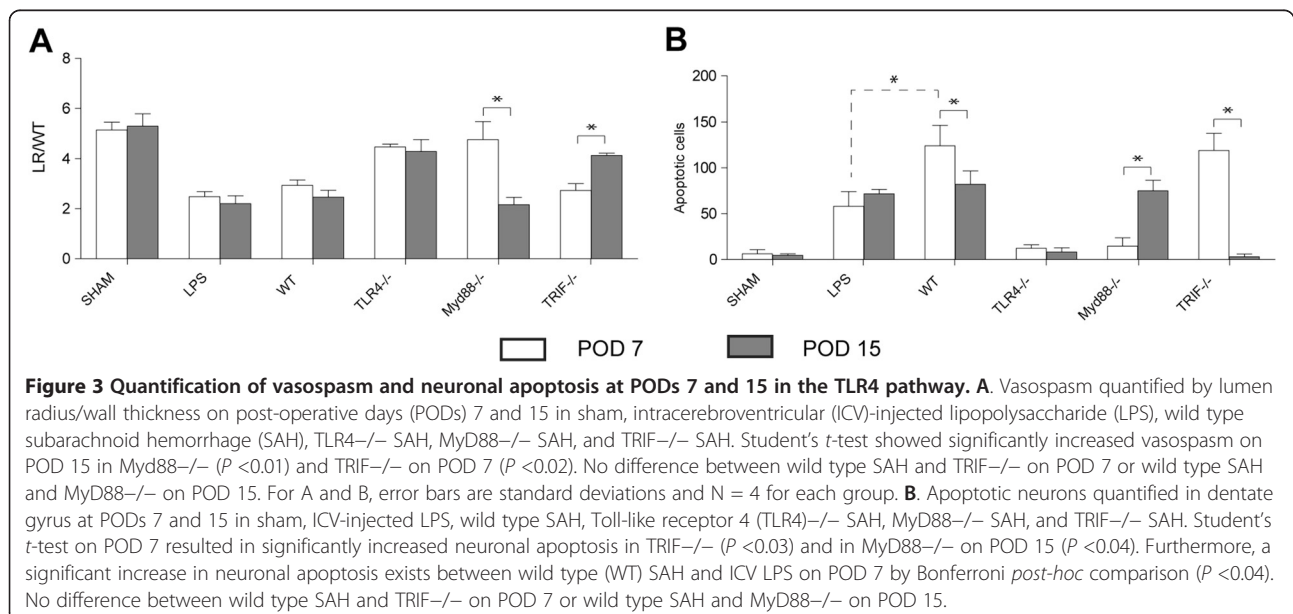 A
B
8
6
4
2
0
LR/WT
*
*
SHAM
LPS
WT
TLR4-/-
Myd88-/-
TRIF-/-
200
150
100
50
0
Apoptotic cells
*
*
*
*
SHAM
LPS
WT
TLR4-/-
Myd88-/-
TRIF-/-
POD 7
POD 15
Figure 3 Quantification of vasospasm and neuronal apoptosis at PODs 7 and 15 in the TLR4 pathway. A. Vasospasm quantified by lumen
radius/wall thickness on post-operative days (PODs) 7 and 15 in sham, intracerebroventricular (ICV)-injected lipopolysaccharide (LPS), wild type
subarachnoid hemorrhage (SAH), TLR4−/− SAH, MyD88−/− SAH, and TRIF−/− SAH. Student's t-test showed significantly increased vasospasm on
POD 15 in Myd88−/− (P <0.01) and TRIF−/− on POD 7 (P <0.02). No difference between wild type SAH and TRIF−/− on POD 7 or wild type SAH
and MyD88−/− on POD 15. For A and B, error bars are standard deviations and N = 4 for each group. B. Apoptotic neurons quantified in dentate
gyrus at PODs 7 and 15 in sham, ICV-injected LPS, wild type SAH, Toll-like receptor 4 (TLR4)−/− SAH, MyD88−/− SAH, and TRIF−/− SAH. Student's
t-test on POD 7 resulted in significantly increased neuronal apoptosis in TRIF−/− (P <0.03) and in MyD88−/− on POD 15 (P <0.04). Furthermore, a
significant increase in neuronal apoptosis exists between wild type (WT) SAH and ICV LPS on POD 7 by Bonferroni post-hoc comparison (P <0.04).
No difference between wild type SAH and TRIF−/− on POD 7 or wild type SAH and MyD88−/− on POD 15.